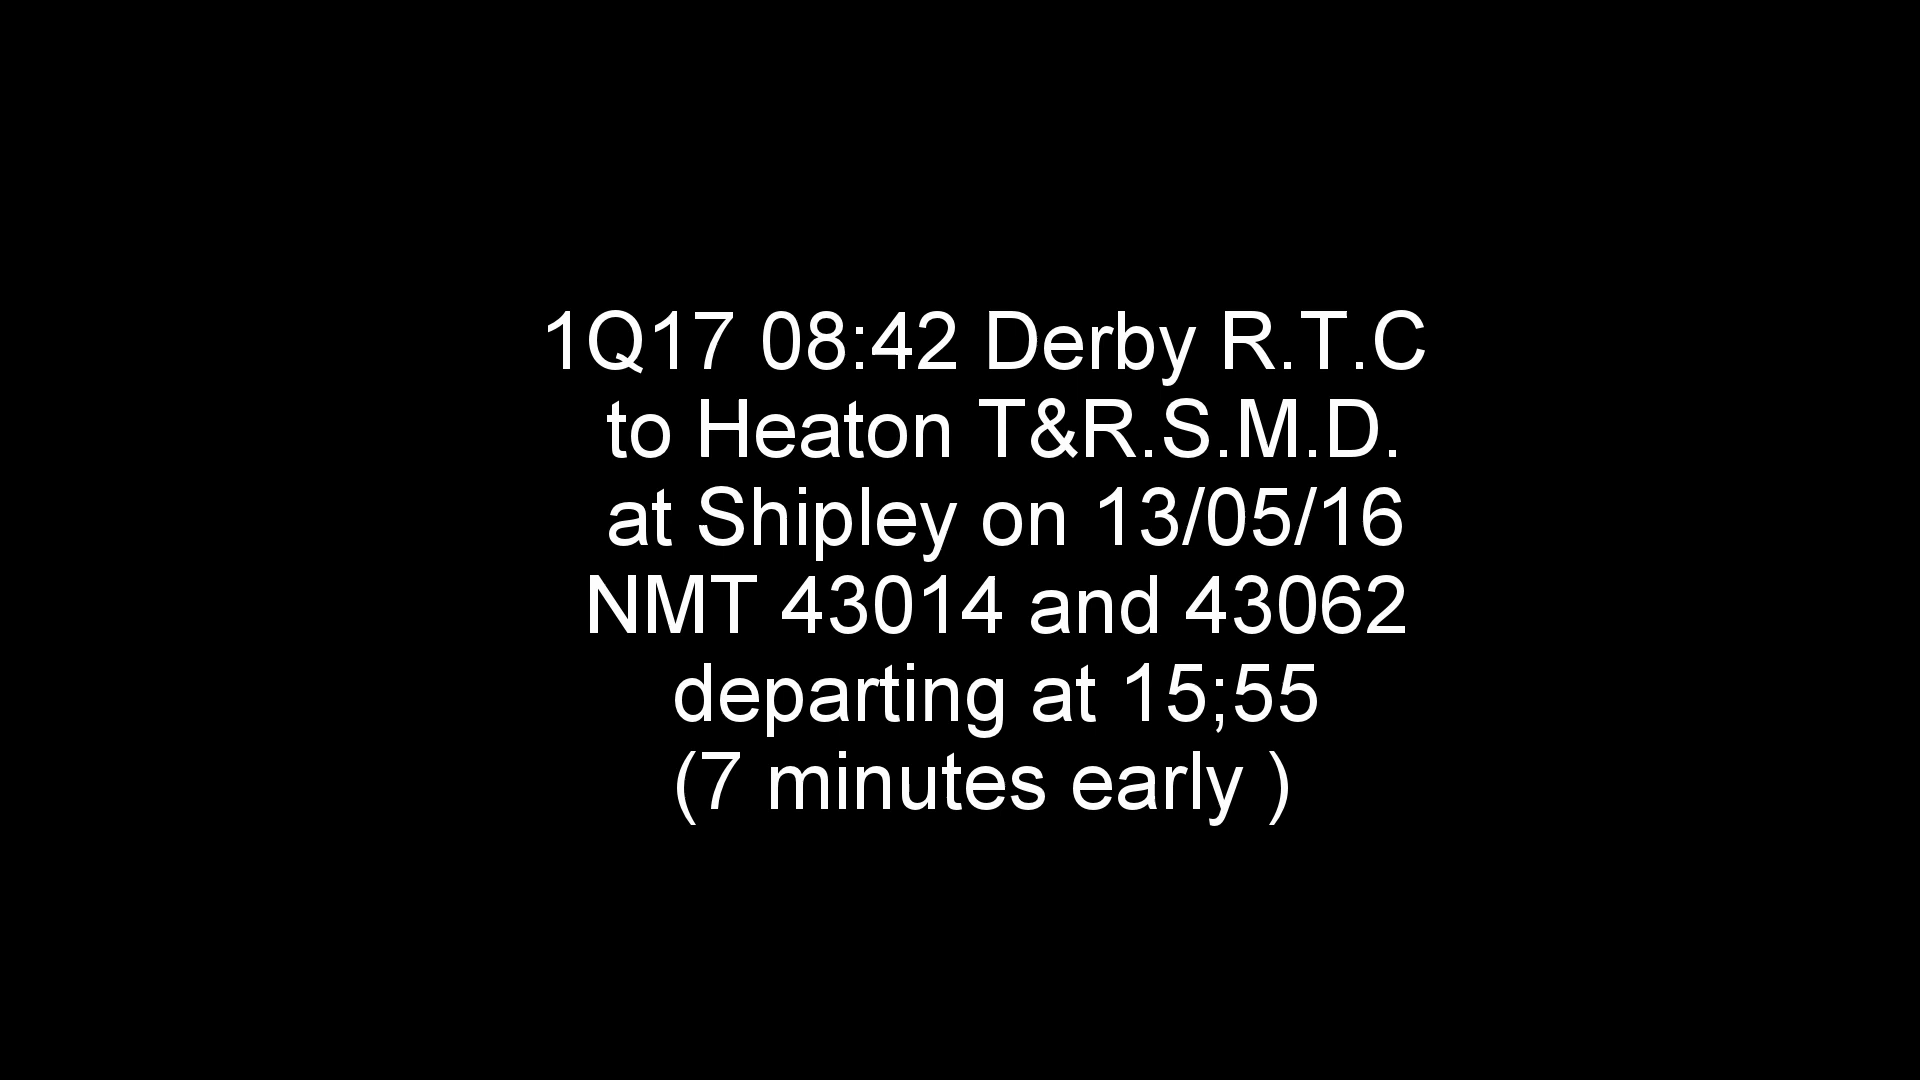 1Q17 08:42 Derby R.T.C
to Heaton T&R.S.M.D.
at Shipley on 13/05/16
NMT 43014 and 43062
departing at 15;55
(7 minutes early )